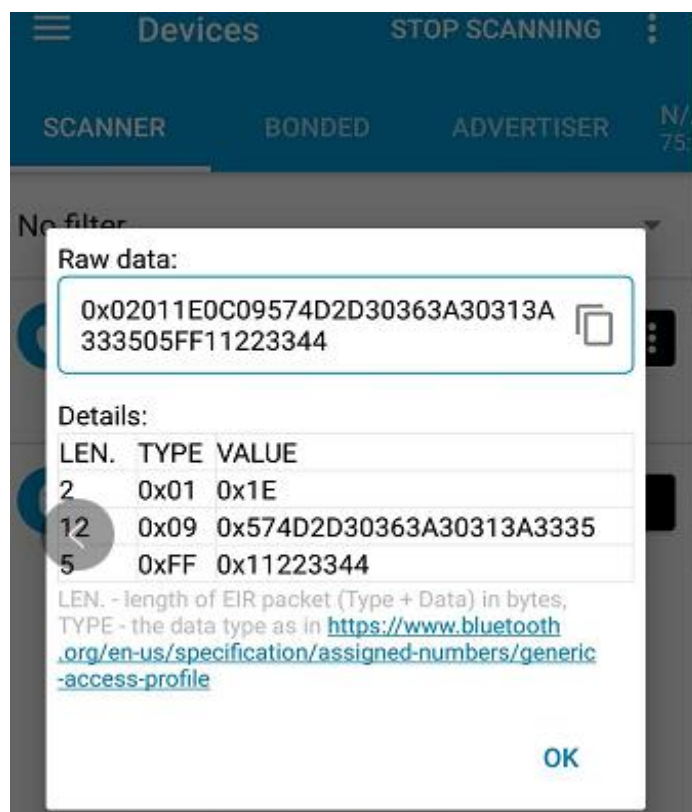 Devices STOP SCANNING
SCANNER BONDED ADVERTISER N/
75
No filter
Raw data:
0x02011E0C09574D2D30363A30313A
333505FF11223344
Details:
LEN. TYPE VALUE
2 0x01 0x1E
12 0x09 0x574D2D30363A30313A3335
5 0xFF 0x11223344
LEN. - length of EIR packet (Type + Data) in bytes,
TYPE - the data type as in https://www.bluetooth
.org/en-us/specification/assigned-numbers/generic
-access-profile
OK